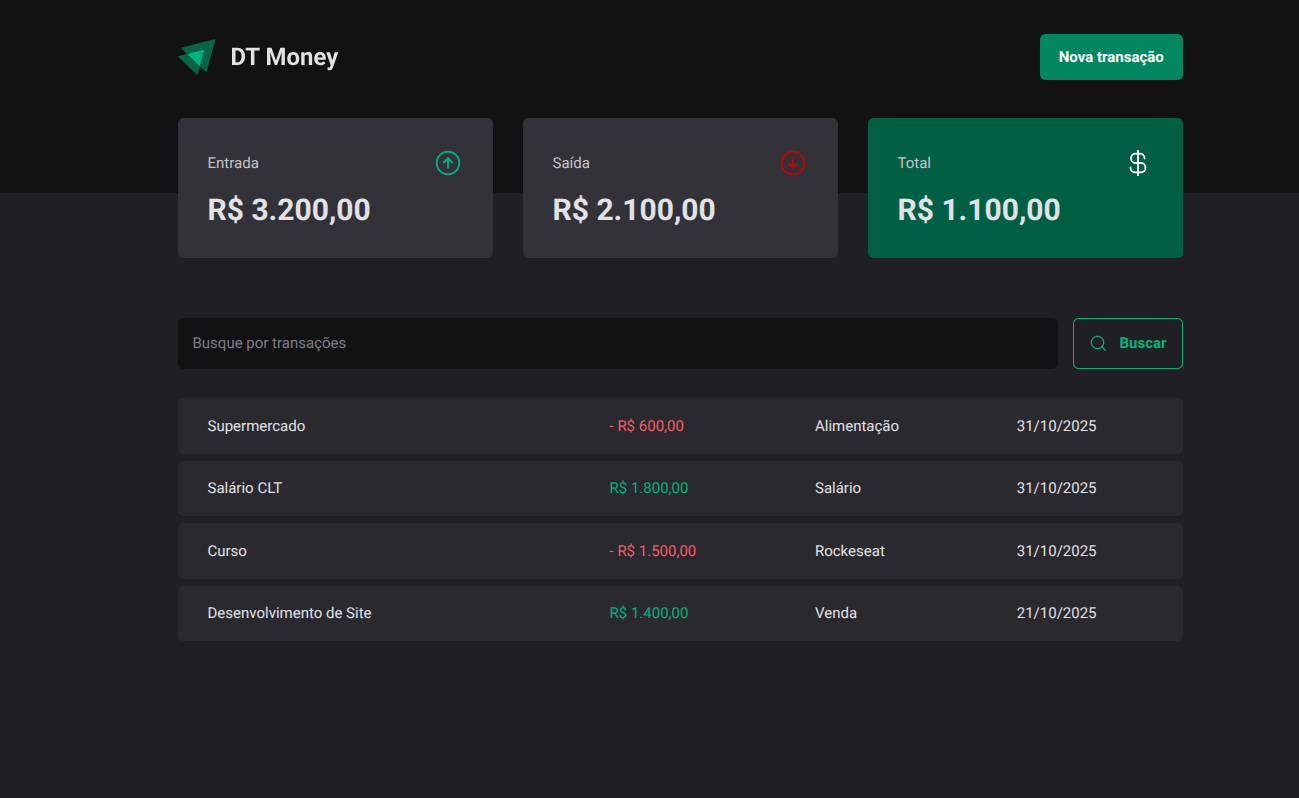 DT Money
Nova transação
Entrada
R$ 3.200,00
Saída
R$ 2.100,00
Total
R$ 1.100,00
Busque por transações
Buscar
Supermercado - R$ 600,00 Alimentação 31/10/2025
Salário CLT R$ 1.800,00 Salário 31/10/2025
Curso - R$ 1.500,00 Rockeseat 31/10/2025
Desenvolvimento de Site R$ 1.400,00 Venda 21/10/2025